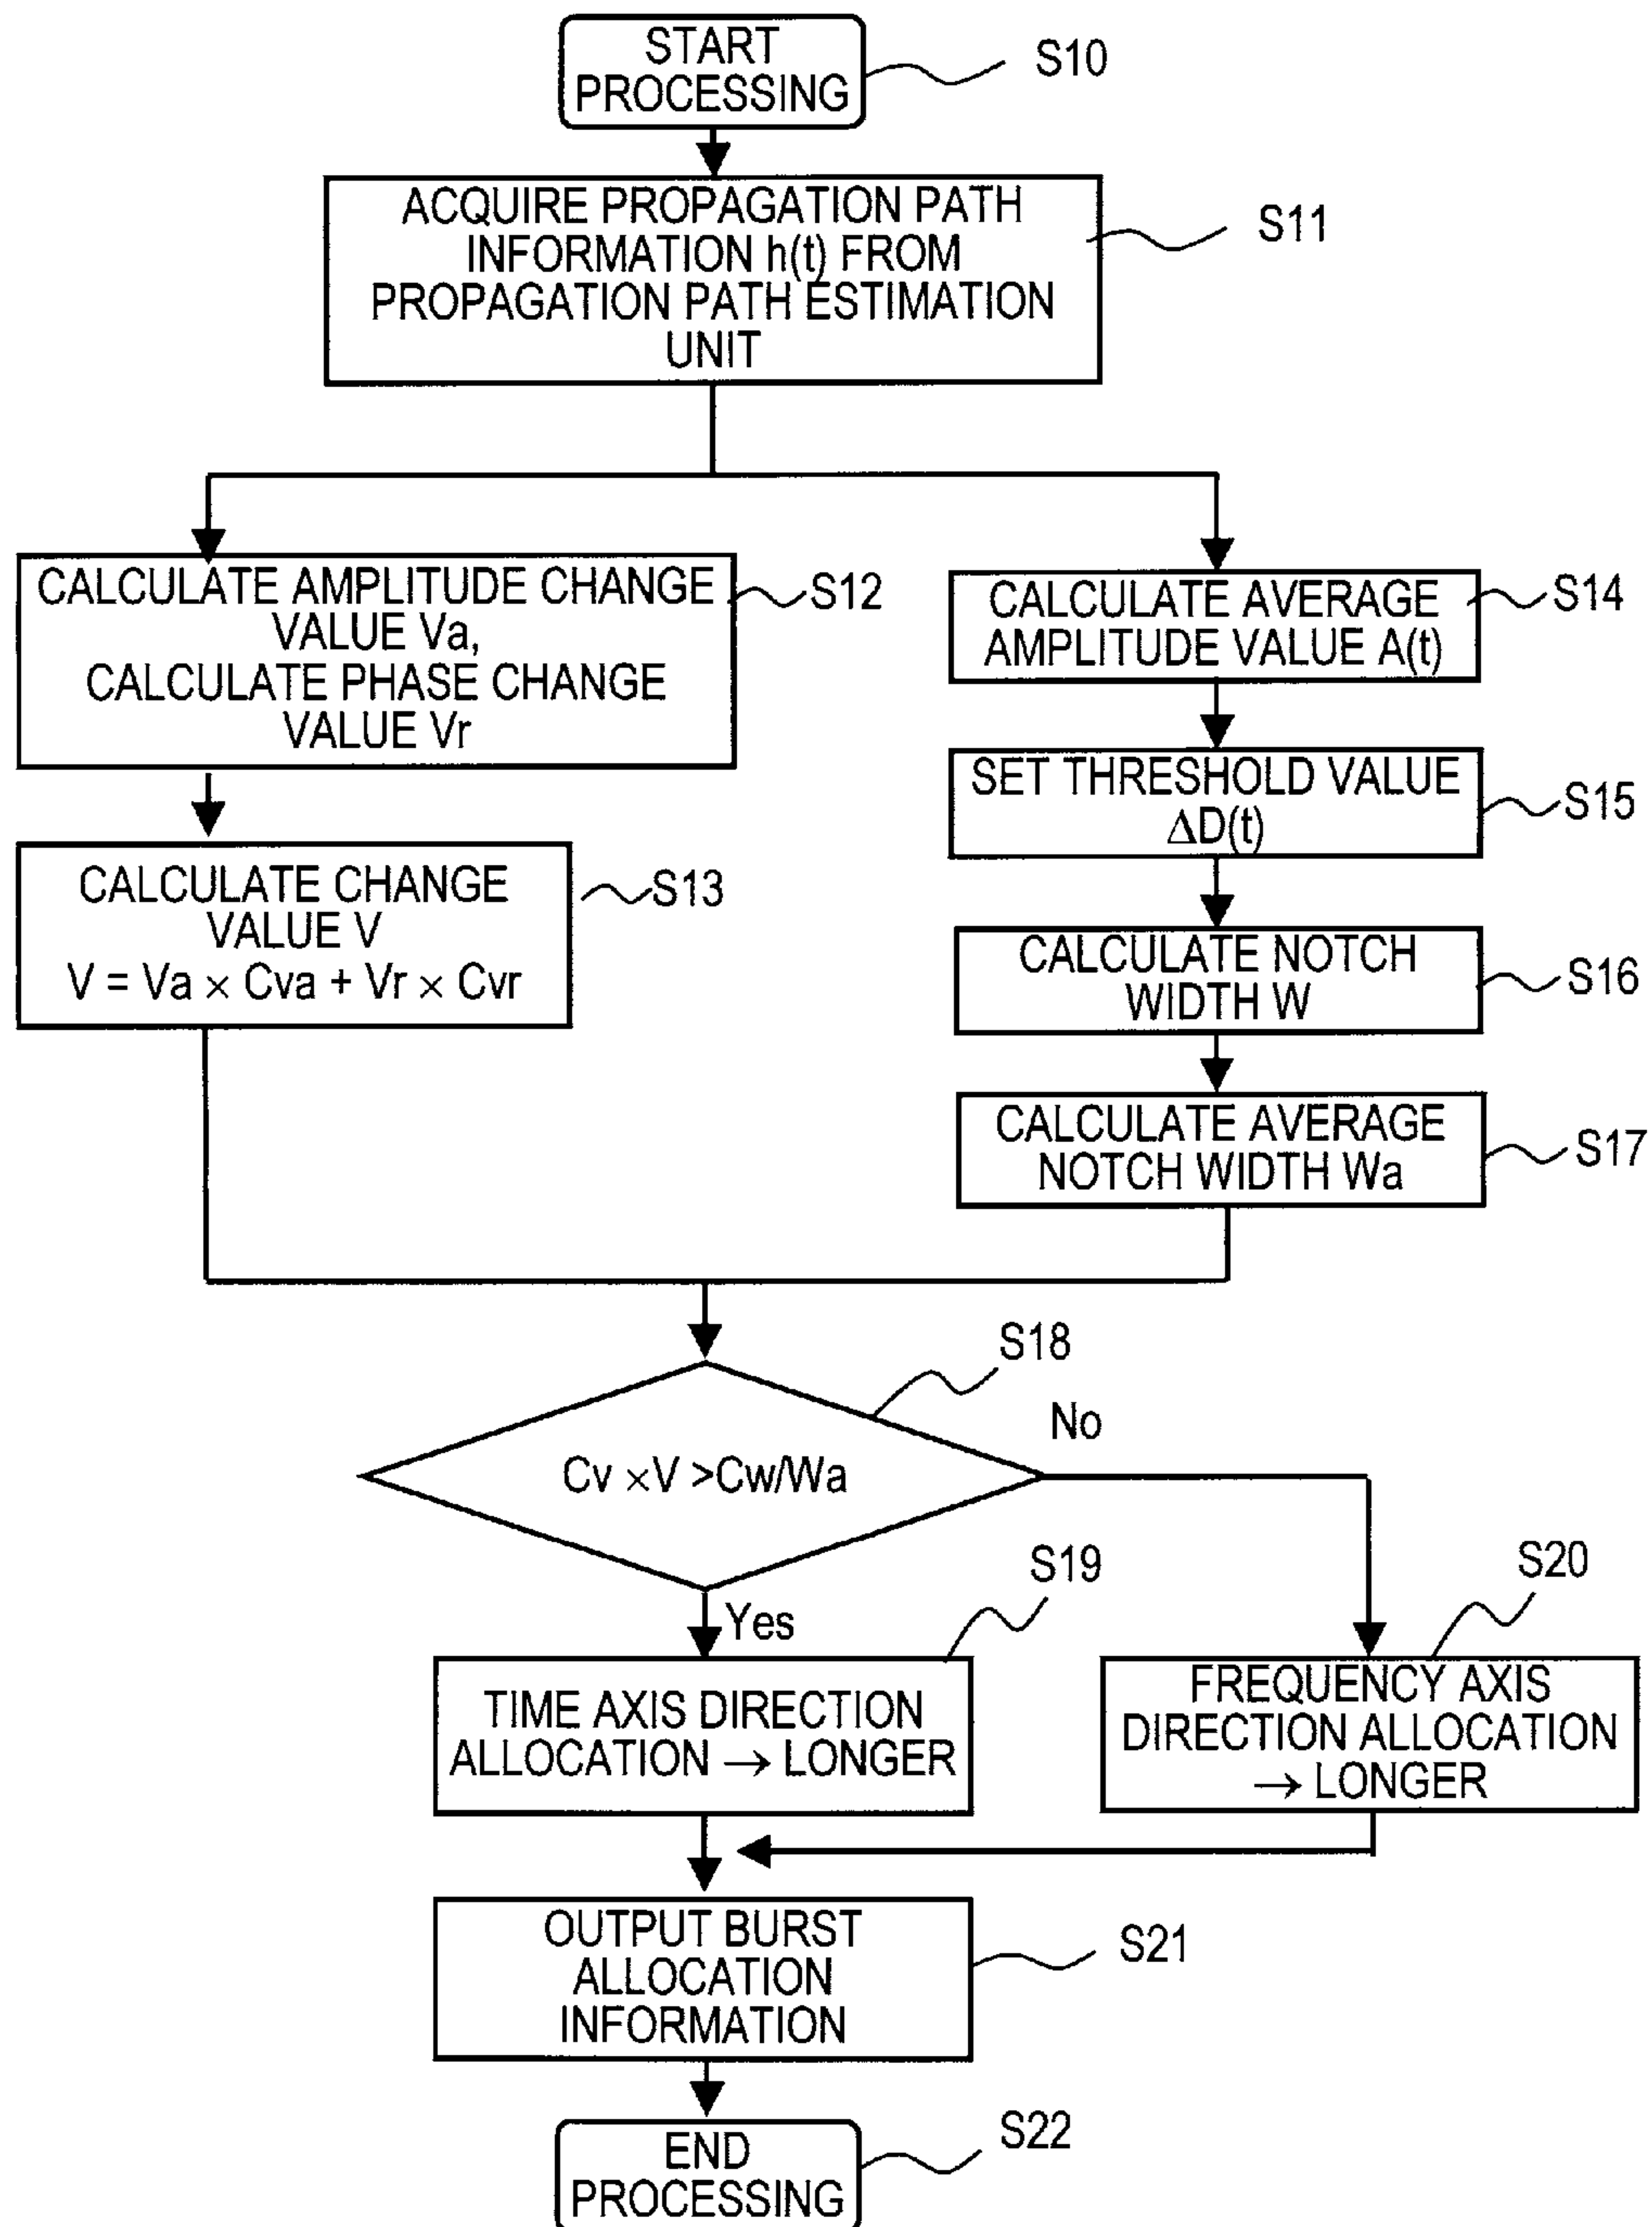 START
PROCESSING
S10
ACQUIRE PROPAGATION PATH
INFORMATION h(t) FROM
PROPAGATION PATH ESTIMATION
UNIT
S11
CALCULATE AMPLITUDE CHANGE
VALUE Va,
CALCULATE PHASE CHANGE
VALUE Vr
S12
CALCULATE CHANGE
VALUE V
V = Va × Cva + Vr × Cvr
S13
CALCULATE AVERAGE
AMPLITUDE VALUE A(t)
S14
SET THRESHOLD VALUE
ΔD(t)
S15
CALCULATE NOTCH
WIDTH W
S16
CALCULATE AVERAGE
NOTCH WIDTH Wa
S17
S18
Cv ×V >Cw/Wa
No
Yes
S19
TIME AXIS DIRECTION
ALLOCATION → LONGER
S20
FREQUENCY AXIS
DIRECTION ALLOCATION
→ LONGER
OUTPUT BURST
ALLOCATION
INFORMATION
S21
END
PROCESSING
S22